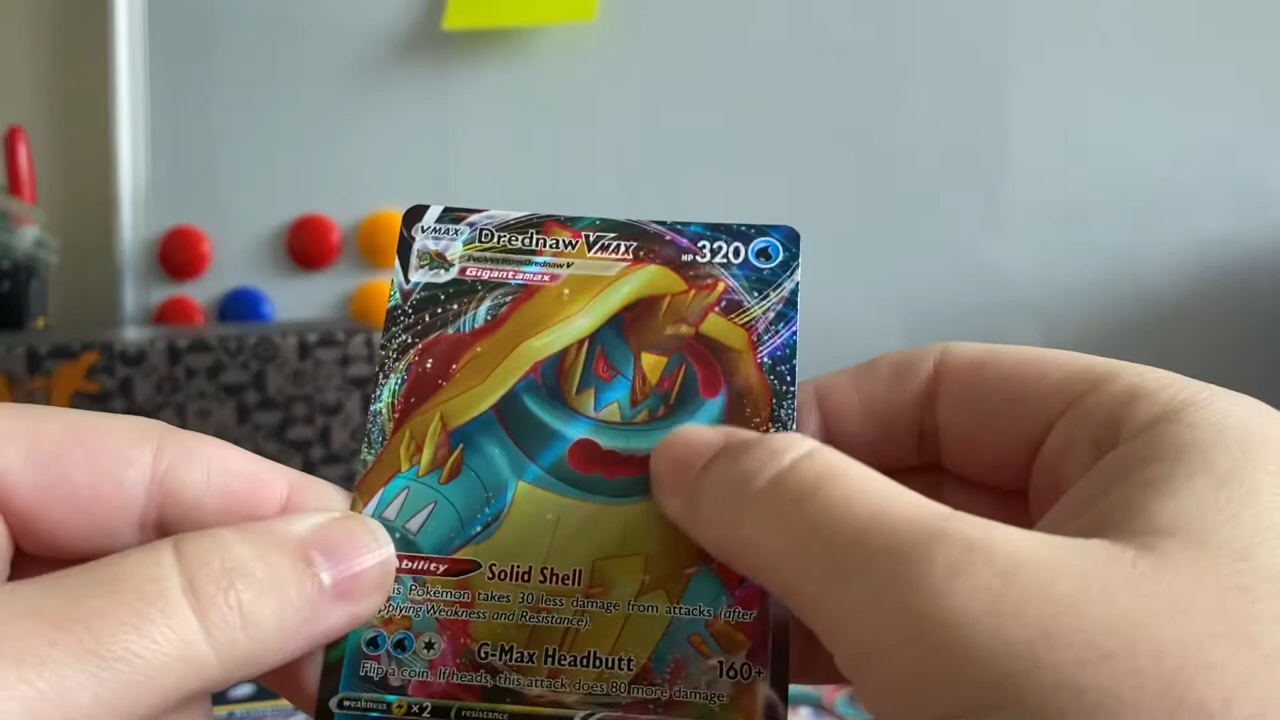 VMAX Drednaw VMAX HP 320
Evolves from Drednaw V
Gigantamax
Ability Solid Shell
is Pokémon takes 30 less damage from attacks (after
pplying Weakness and Resistance).
G-Max Headbutt 160+
Flip a coin. If heads, this attack does 80 more damage.
weakness ×2 resistance